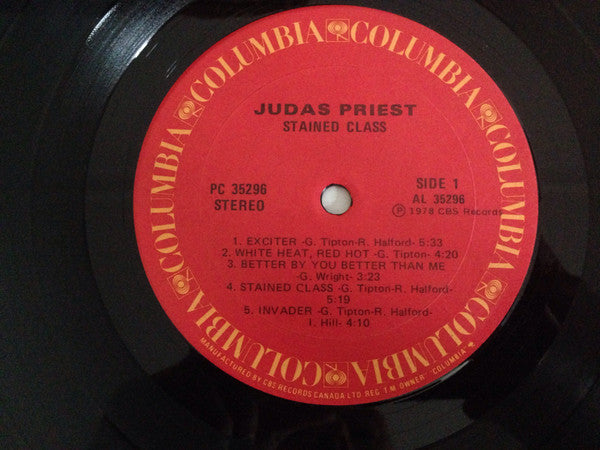 COLUMBIA COLUMBIA COLUMBIA COLUMBIA COLUMBIA COLUMBIA
JUDAS PRIEST
STAINED CLASS
PC 35296
STEREO
SIDE 1
AL 35296
Ⓟ 1978 CBS Records
1. EXCITER -G. Tipton-R. Halford- 5:33
2. WHITE HEAT, RED HOT -G. Tipton- 4:20
3. BETTER BY YOU BETTER THAN ME
-G. Wright- 3:23
4. STAINED CLASS -G. Tipton-R. Halford-
5:19
5. INVADER -G. Tipton-R. Halford-
I. Hill- 4:10
MANUFACTURED BY CBS RECORDS CANADA LTD REG. T.M. OWNER "COLUMBIA"